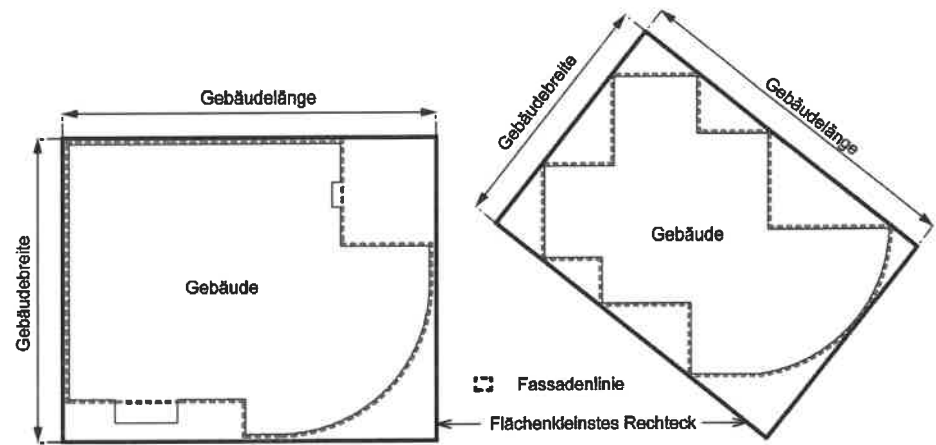 Gebäudelänge
Gebäudebreite
Gebäude
Gebäudebreite
Gebäudelänge
Gebäude
Fassadenlinie
Flächenkleinstes Rechteck